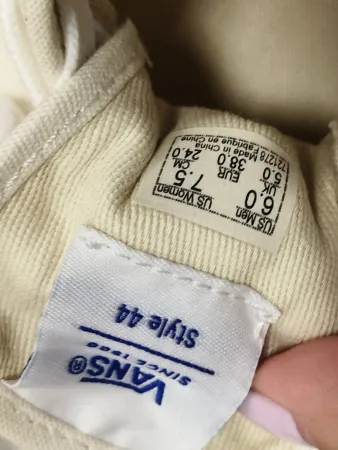 VANS®
SINCE 1966
Style 44
US Men. US Women
6.0 7.5
UK EUR CM
5.0 38.0 24.0
721278 Made in China Fabriqué en Chine